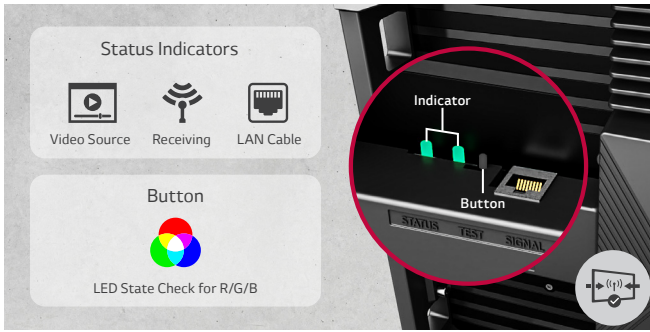 Status Indicators
Video Source
Receiving
LAN Cable
Button
LED State Check for R/G/B
Indicator
Button
STATUS
TEST
SIGNAL